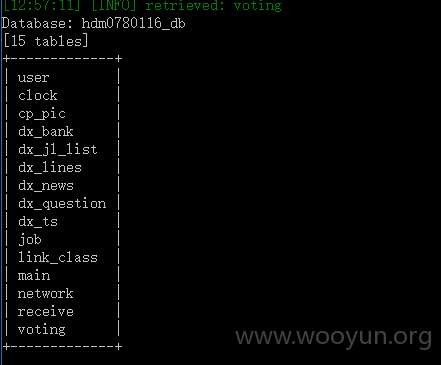 [12:57:11] [INFO] retrieved: voting
Database: hdm0780116_db
[15 tables]
+-------------+
| user
| clock
| cp_pic
| dx_bank
| dx_jl_list
| dx_lines
| dx_news
| dx_question
| dx_ts
| job
| link_class
| main
| network
| receive
| voting
+-------------+
www.wooyun.org